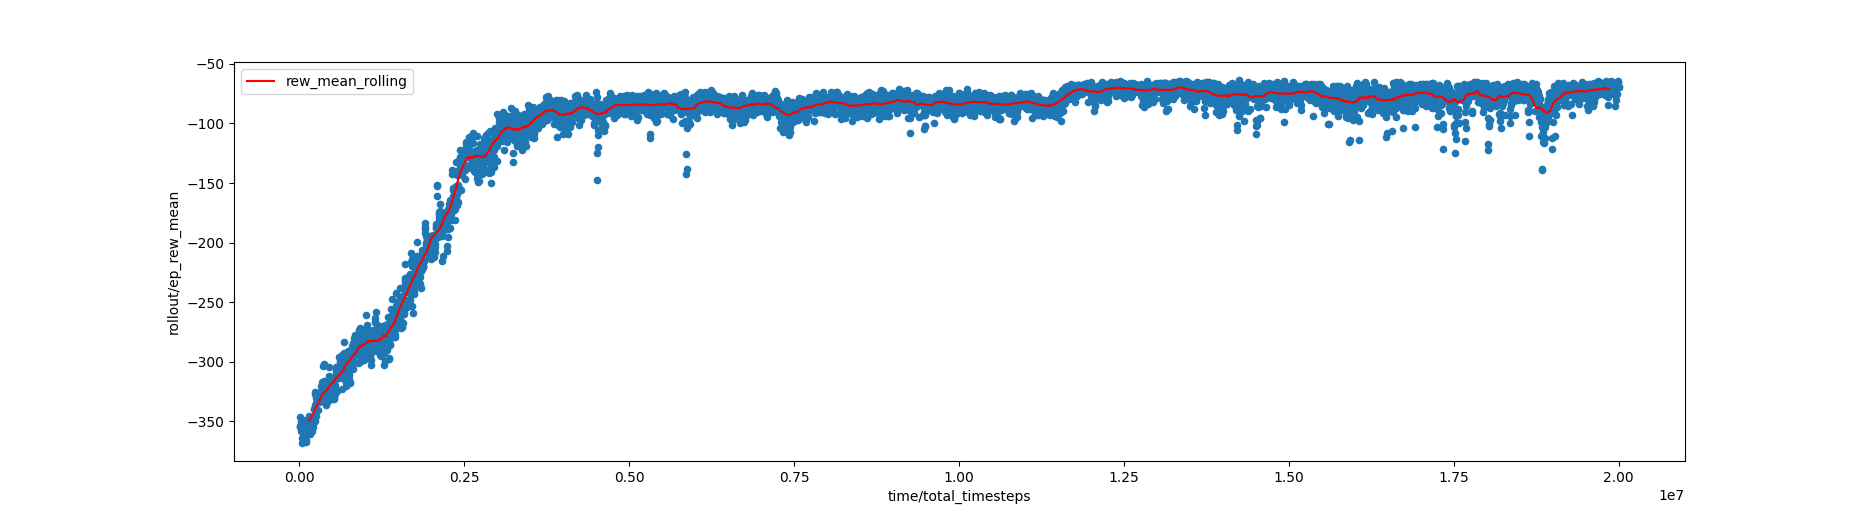 rew_mean_rolling
−50
−100
−150
−200
−250
−300
−350
rollout/ep_rew_mean
0.00 0.25 0.50 0.75 1.00 1.25 1.50 1.75 2.00
time/total_timesteps
1e7